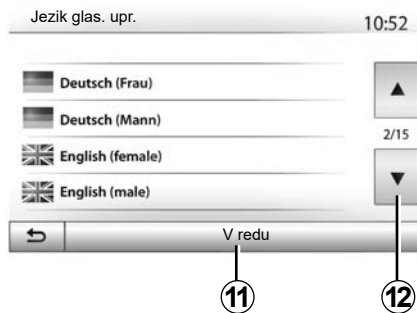 Jezik glas. upr.
10:52
Deutsch (Frau)
Deutsch (Mann)
2/15
English (female)
English (male)
V redu
11
12